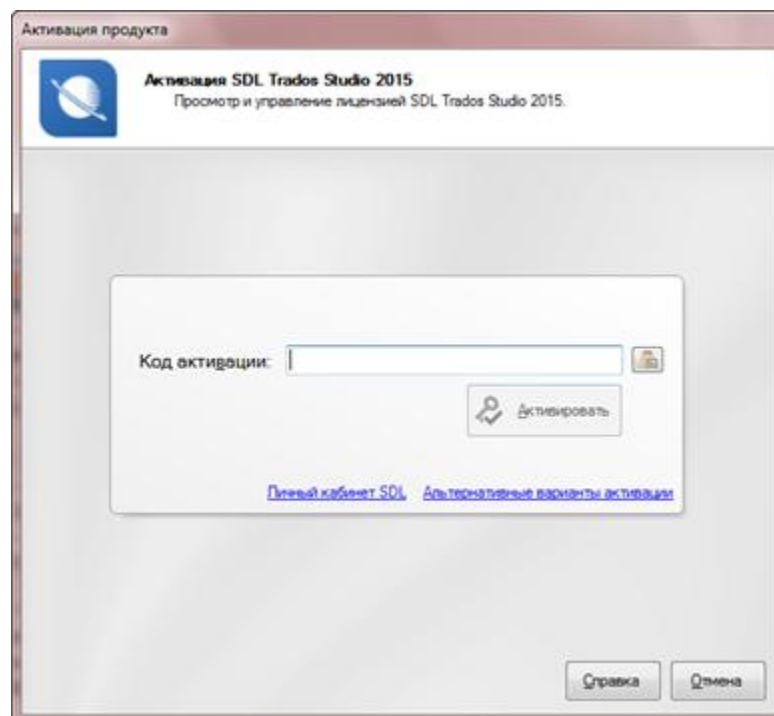 Активация продукта
Активация SDL Trados Studio 2015
Просмотр и управление лицензией SDL Trados Studio 2015.
Код активации:
Активировать
Личный кабинет SDL Альтернативные варианты активации
Справка Отмена